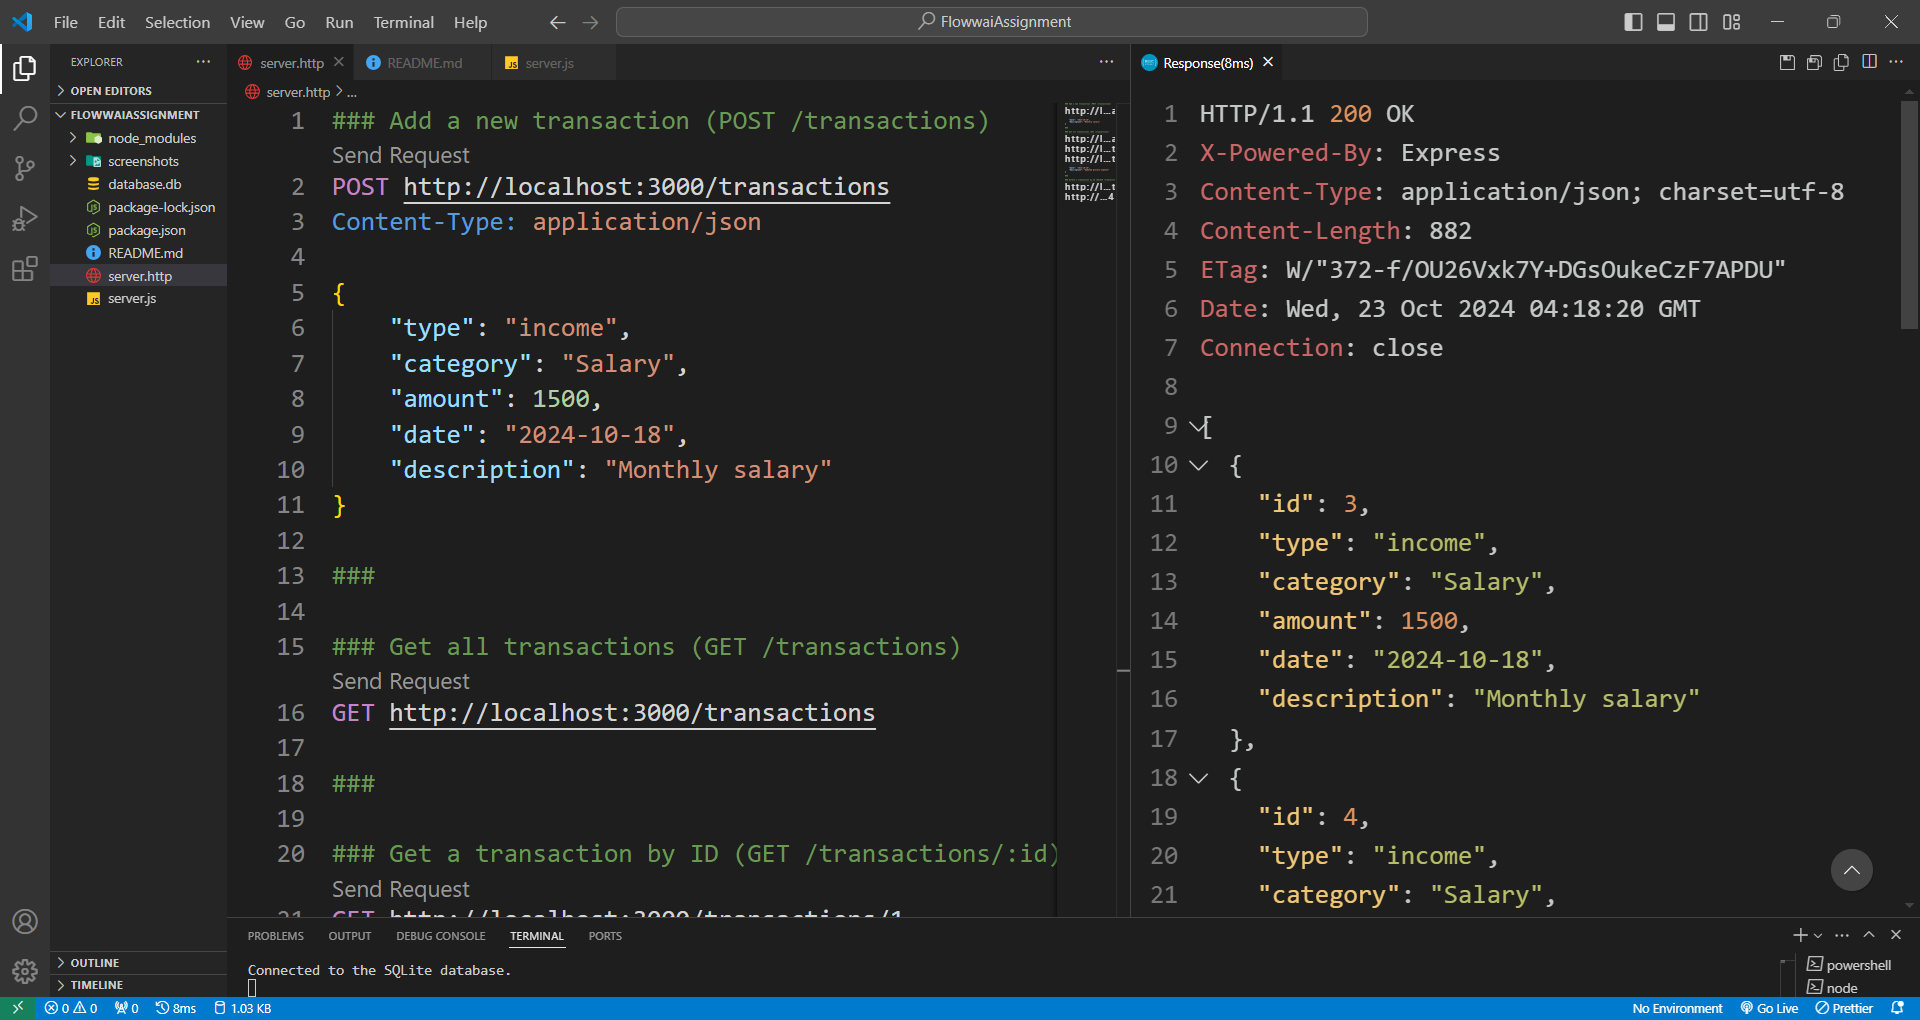 File Edit Selection View Go Run Terminal Help
FlowwaiAssignment
EXPLORER
OPEN EDITORS
FLOWWAIASSIGNMENT
node_modules
screenshots
database.db
package-lock.json
package.json
README.md
server.http
server.js
OUTLINE
TIMELINE
server.http README.md server.js
server.http > ...
1 ### Add a new transaction (POST /transactions)
Send Request
2 POST http://localhost:3000/transactions
3 Content-Type: application/json
4
5 {
6 "type": "income",
7 "category": "Salary",
8 "amount": 1500,
9 "date": "2024-10-18",
10 "description": "Monthly salary"
11 }
12
13 ###
14
15 ### Get all transactions (GET /transactions)
Send Request
16 GET http://localhost:3000/transactions
17
18 ###
19
20 ### Get a transaction by ID (GET /transactions/:id)
Send Request
21 GET http://localhost:3000/transactions/1
Response(8ms)
1 HTTP/1.1 200 OK
2 X-Powered-By: Express
3 Content-Type: application/json; charset=utf-8
4 Content-Length: 882
5 ETag: W/"372-f/OU26Vxk7Y+DGsOukeCzF7APDU"
6 Date: Wed, 23 Oct 2024 04:18:20 GMT
7 Connection: close
8
9 [
10 {
11 "id": 3,
12 "type": "income",
13 "category": "Salary",
14 "amount": 1500,
15 "date": "2024-10-18",
16 "description": "Monthly salary"
17 },
18 {
19 "id": 4,
20 "type": "income",
21 "category": "Salary",
PROBLEMS OUTPUT DEBUG CONSOLE TERMINAL PORTS
Connected to the SQLite database.
powershell
node
0 0 0 8ms 1.03 KB No Environment Go Live Prettier